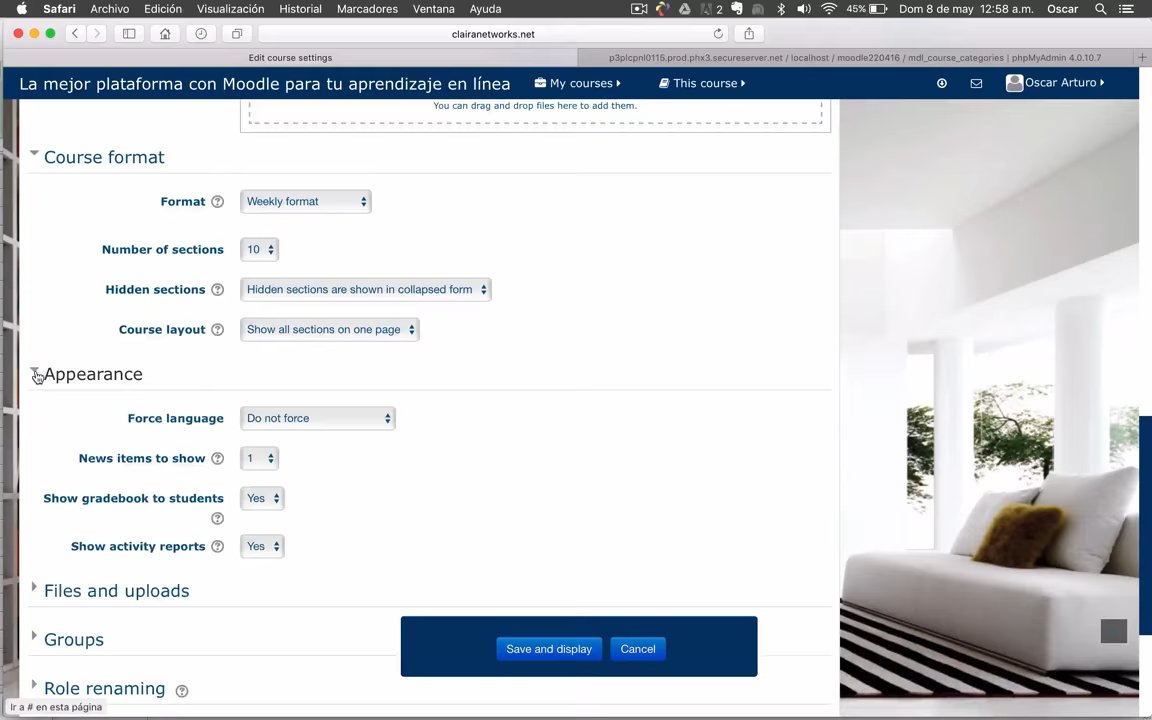 Safari Archivo Edición Visualización Historial Marcadores Ventana Ayuda 2 45% Dom 8 de may 12:58 a.m. Oscar
clairanetworks.net
Edit course settings p3plcpnl0115.prod.phx3.secureserver.net / localhost / moodle220416 / mdl_course_categories | phpMyAdmin 4.0.10.7
La mejor plataforma con Moodle para tu aprendizaje en línea My courses This course Oscar Arturo
You can drag and drop files here to add them.
Course format
Format Weekly format
Number of sections 10
Hidden sections Hidden sections are shown in collapsed form
Course layout Show all sections on one page
Appearance
Force language Do not force
News items to show 1
Show gradebook to students Yes
Show activity reports Yes
Files and uploads
Groups
Save and display Cancel
Role renaming
Ir a # en esta página